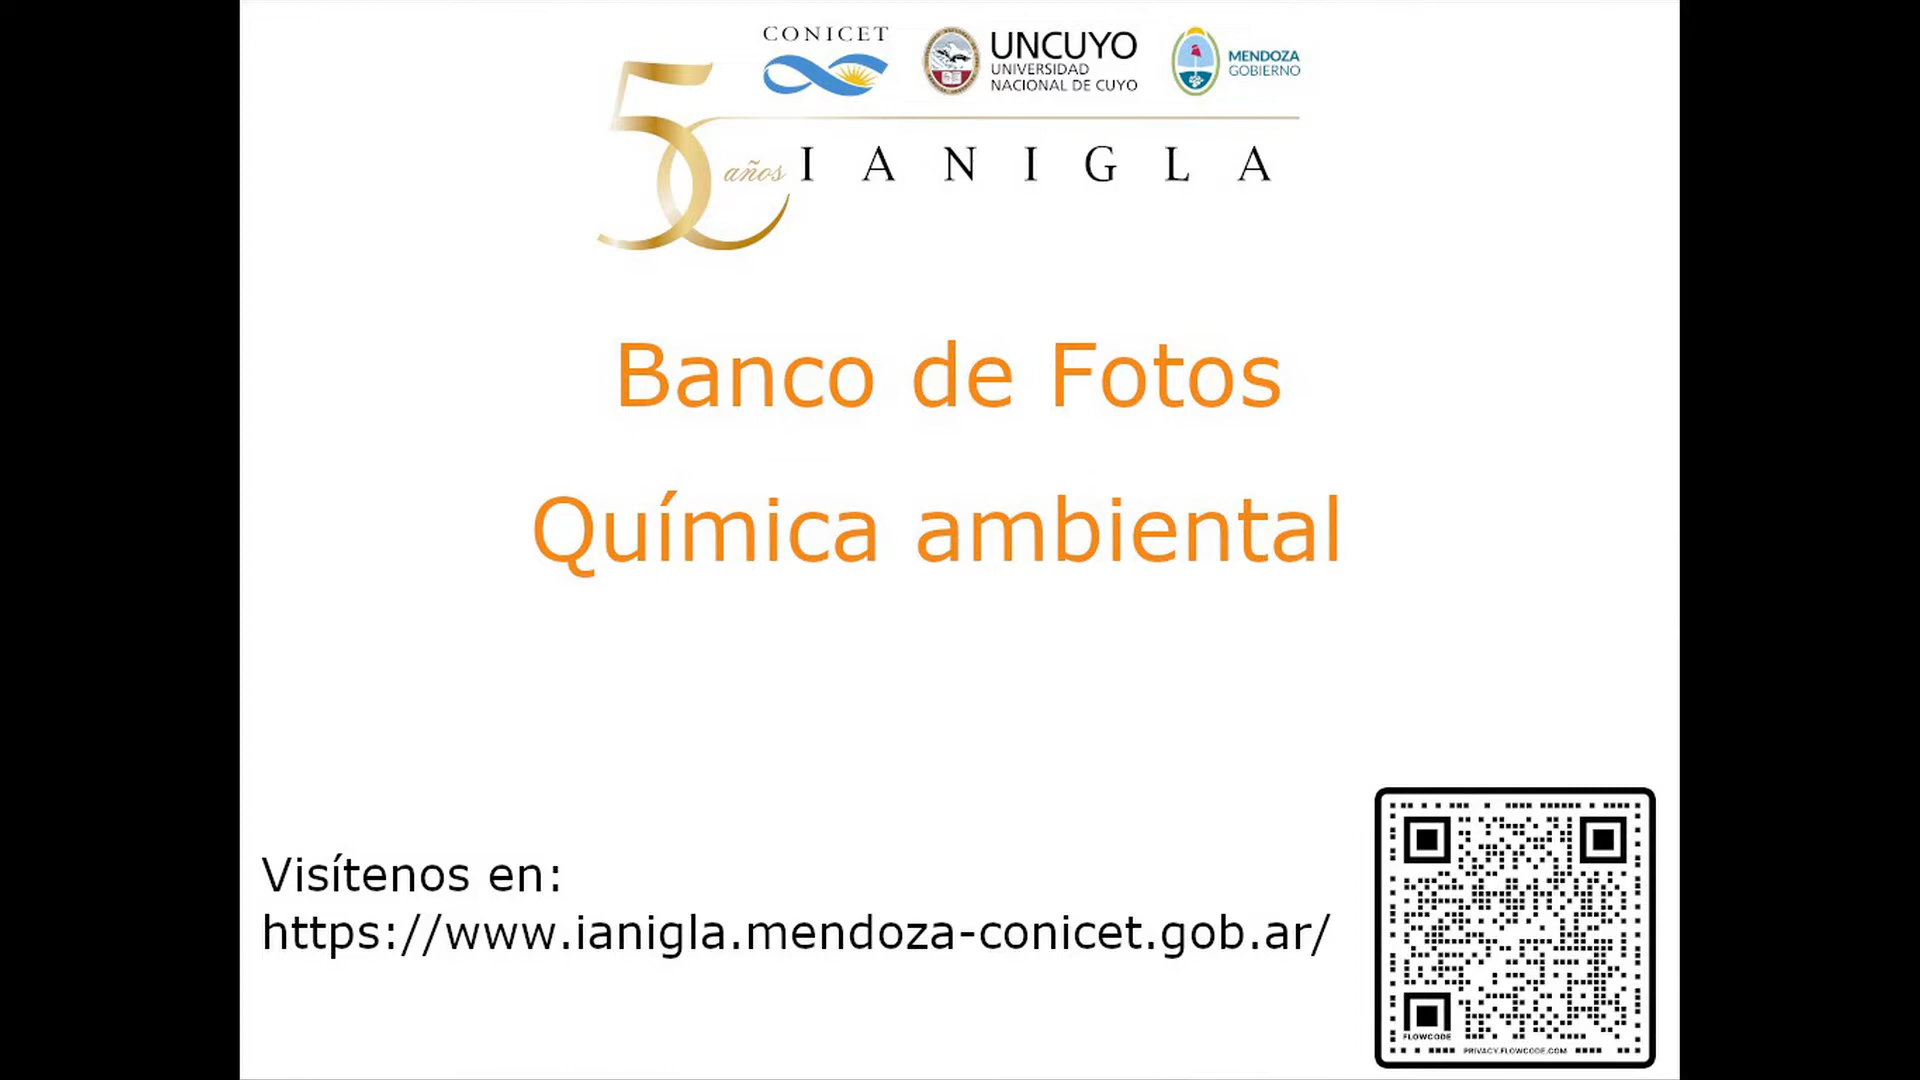 CONICET
UNCUYO
UNIVERSIDAD
NACIONAL DE CUYO
MENDOZA
GOBIERNO
50 años IANIGLA
Banco de Fotos
Química ambiental
Visítenos en:
https://www.ianigla.mendoza-conicet.gob.ar/
FLOWCODE
PRIVACY.FLOWCODE.COM